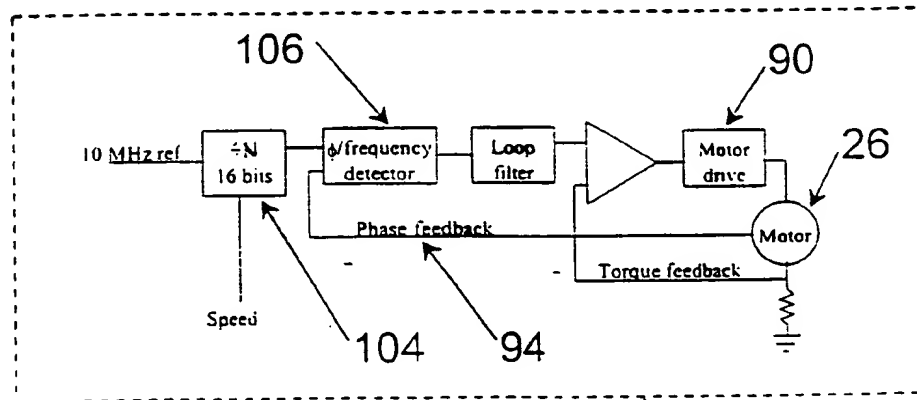 106
90
10 MHz ref
÷N
16 bits
ϕ/frequency
detector
Loop
filter
Motor
drive
26
Phase feedback
Motor
Torque feedback
Speed
104
94